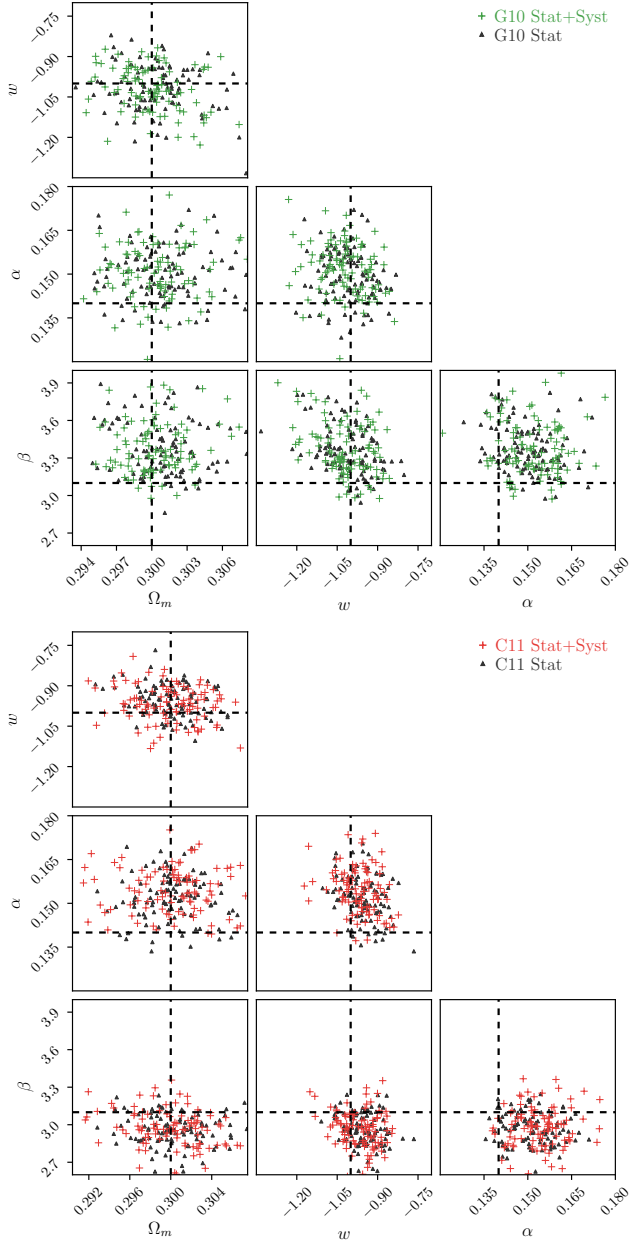 −0.75
−0.90
−1.05
−1.20
w
G10 Stat+Syst
G10 Stat
0.180
0.165
0.150
0.135
α
3.9
3.6
3.3
3.0
2.7
β
0.294 0.297 0.300 0.303 0.306
−1.20 −1.05 −0.90 −0.75
0.135 0.150 0.165 0.180
Ωm w α
−0.75
−0.90
−1.05
−1.20
w
C11 Stat+Syst
C11 Stat
0.180
0.165
0.150
0.135
α
3.9
3.6
3.3
3.0
2.7
β
0.292 0.296 0.300 0.304
−1.20 −1.05 −0.90 −0.75
0.135 0.150 0.165 0.180
Ωm w α